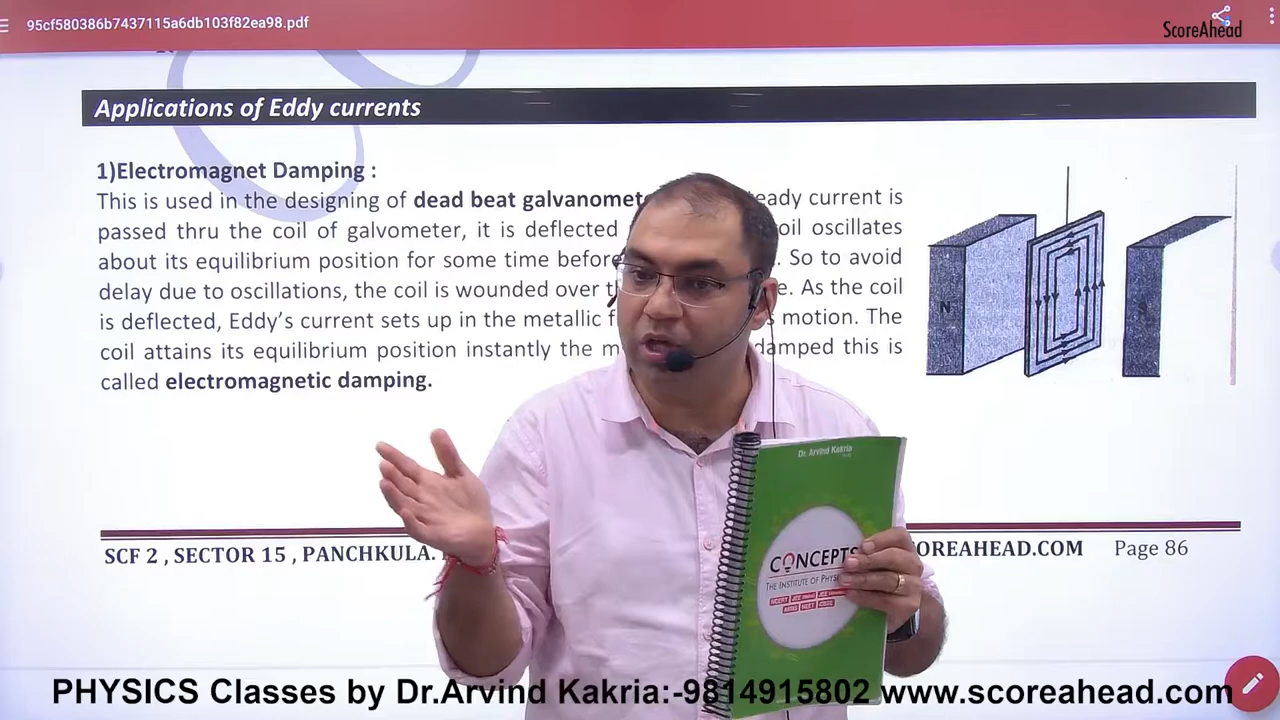 95cf580386b7437115a6db103f82ea98.pdf
ScoreAhead
Applications of Eddy currents
1)Electromagnet Damping :
This is used in the designing of dead beat galvanomete steady current is
passed thru the coil of galvometer, it is deflected oil oscillates
about its equilibrium position for some time before . So to avoid
delay due to oscillations, the coil is wounded over e. As the coil
is deflected, Eddy's current sets up in the metallic s motion. The
coil attains its equilibrium position instantly the damped this is
called electromagnetic damping.
N
Dr. Arvind Kakria
CONCEPTS
THE INSTITUTE OF PHYSI
SCF 2 , SECTOR 15 , PANCHKULA. COREAHEAD.COM Page 86
PHYSICS Classes by Dr.Arvind Kakria:-9814915802 www.scoreahead.com